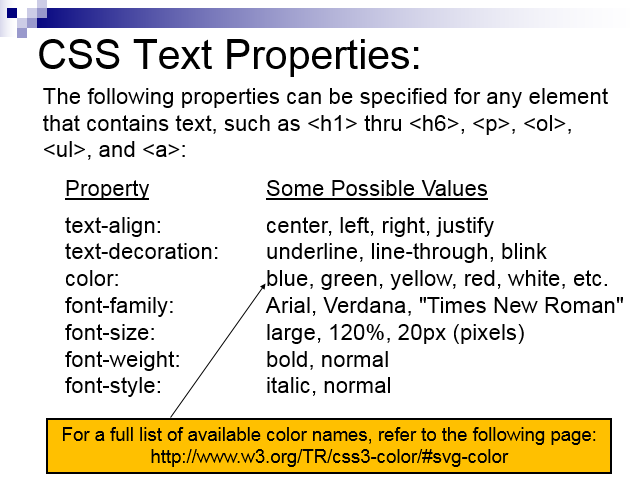 CSS Text Properties:
The following properties can be specified for any element
that contains text, such as <h1> thru <h6>, <p>, <ol>,
<ul>, and <a>:
Property Some Possible Values
text-align: center, left, right, justify
text-decoration: underline, line-through, blink
color: blue, green, yellow, red, white, etc.
font-family: Arial, Verdana, "Times New Roman"
font-size: large, 120%, 20px (pixels)
font-weight: bold, normal
font-style: italic, normal
For a full list of available color names, refer to the following page:
http://www.w3.org/TR/css3-color/#svg-color